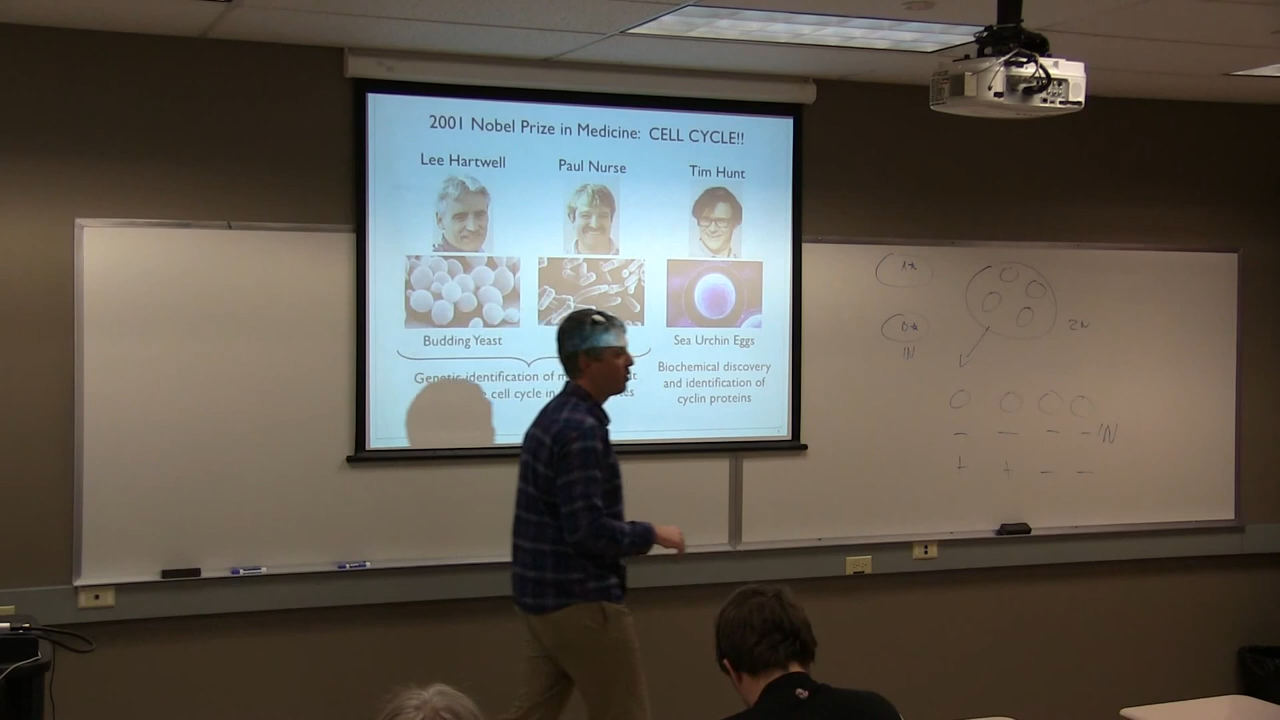 2001 Nobel Prize in Medicine: CELL CYCLE!!
Lee Hartwell
Paul Nurse
Tim Hunt
Budding Yeast
Sea Urchin Eggs
Genetic identification of
cell cycle in
Biochemical discovery
and identification of
cyclin proteins
2N
1N
1N
+ + - -